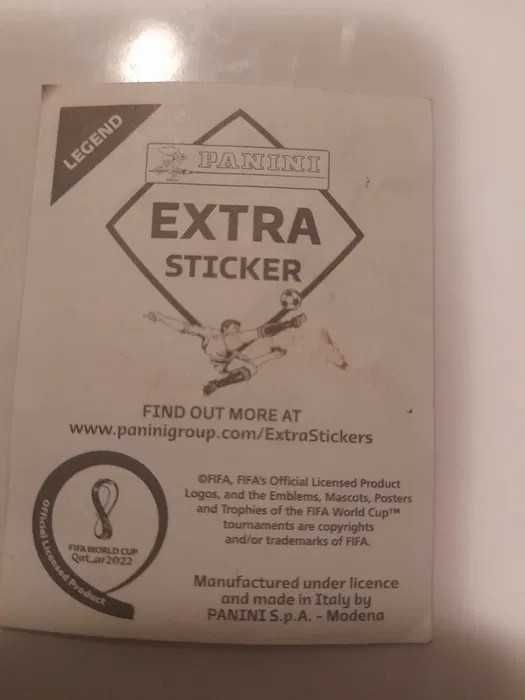 LEGEND
PANINI
EXTRA
STICKER
FIND OUT MORE AT
www.paninigroup.com/ExtraStickers
©FIFA, FIFA's Official Licensed Product
Logos, and the Emblems, Mascots, Posters
and Trophies of the FIFA World Cup™
tournaments are copyrights
and/or trademarks of FIFA.
FIFA WORLD CUP
Qatar2022
Official Licensed Product
Manufactured under licence
and made in Italy by
PANINI S.p.A. - Modena